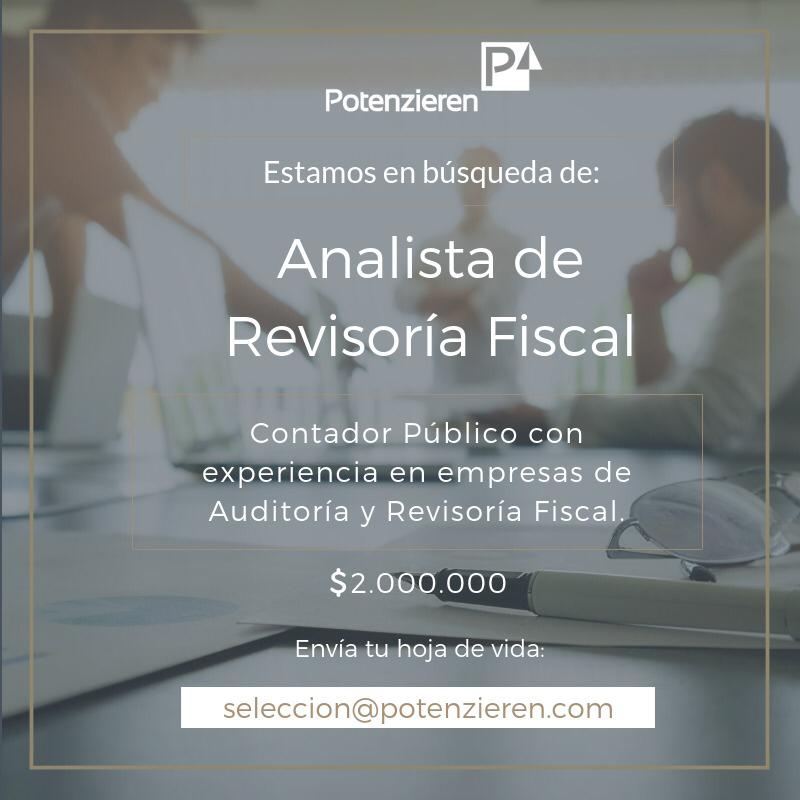 Potenzieren
Estamos en búsqueda de:
Analista de
Revisoría Fiscal
Contador Público con
experiencia en empresas de
Auditoría y Revisoría Fiscal.
$2.000.000
Envía tu hoja de vida:
seleccion@potenzieren.com